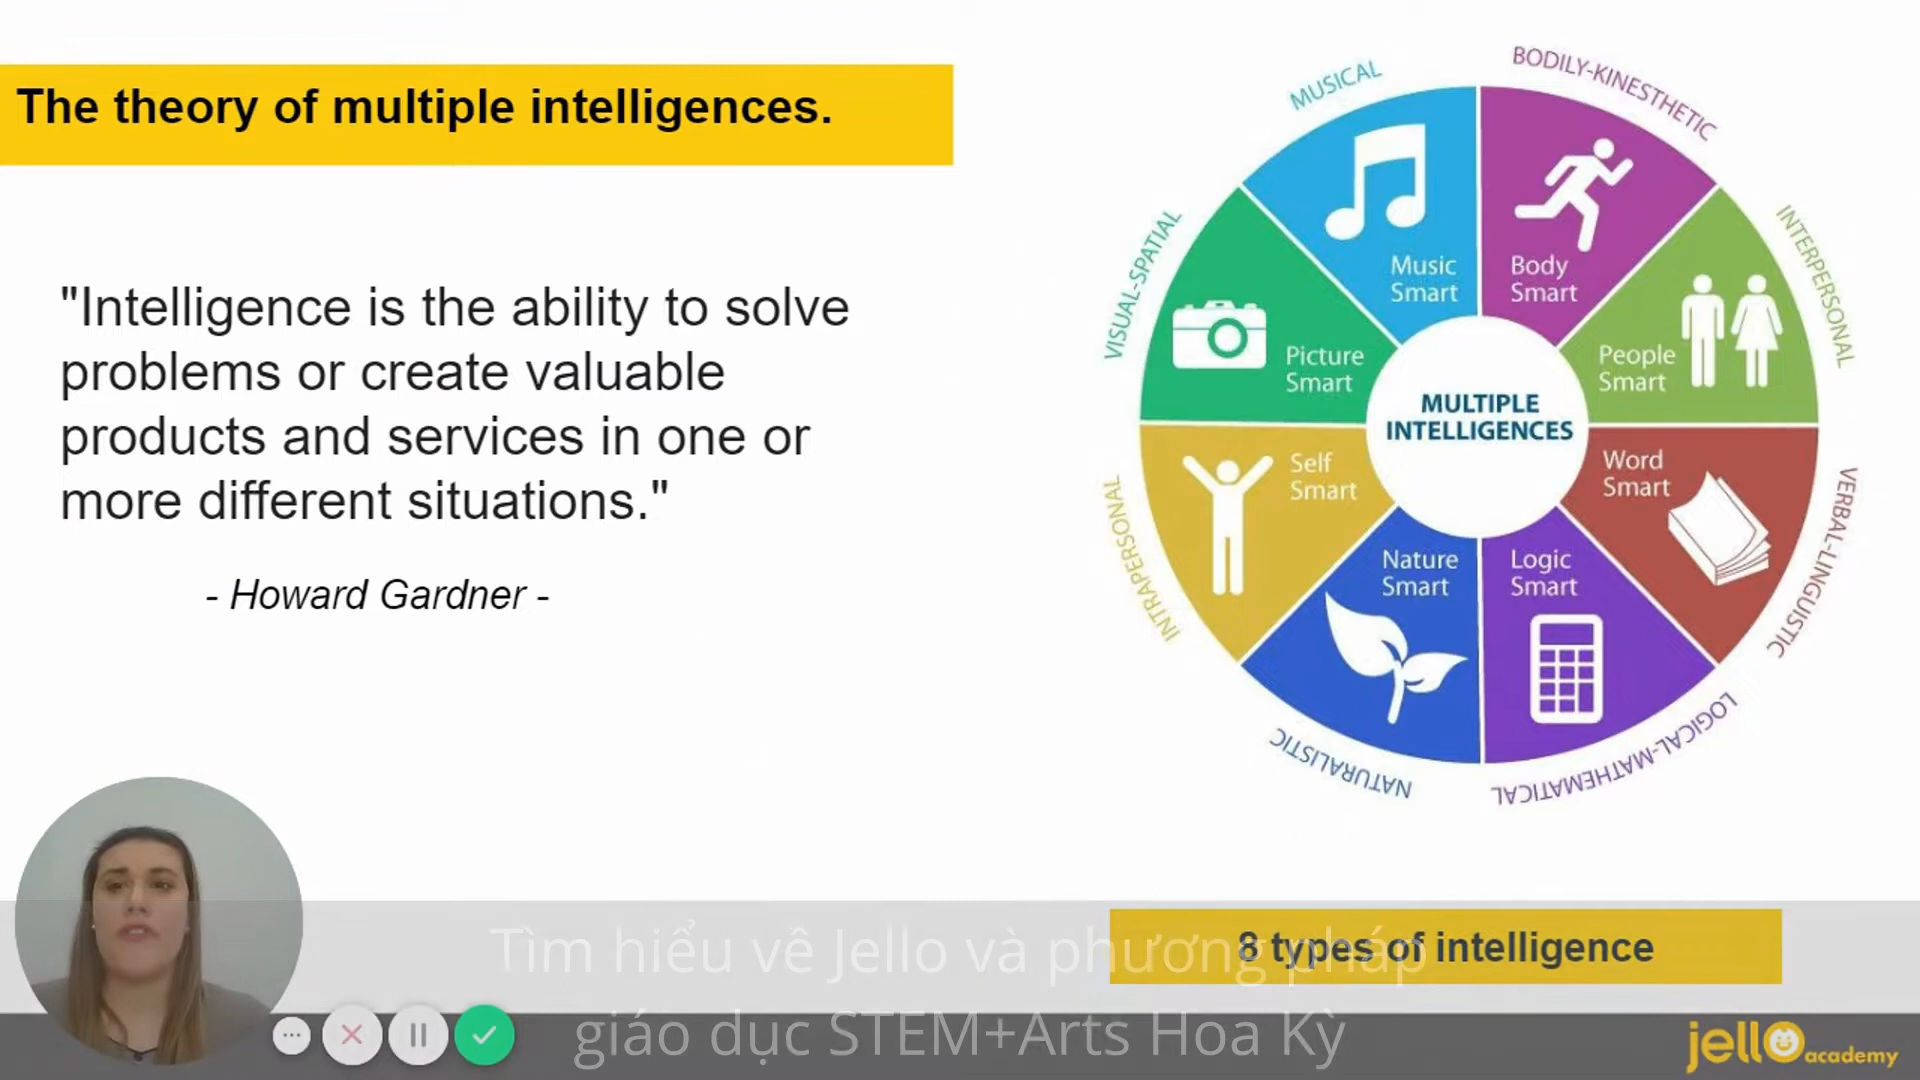 The theory of multiple intelligences.
"Intelligence is the ability to solve
problems or create valuable
products and services in one or
more different situations."
- Howard Gardner -
MUSICAL
BODILY-KINESTHETIC
INTERPERSONAL
VERBAL-LINGUISTIC
LOGICAL-MATHEMATICAL
NATURALISTIC
INTRAPERSONAL
VISUAL-SPATIAL
Music
Smart
Body
Smart
People
Smart
Word
Smart
Logic
Smart
Nature
Smart
Self
Smart
Picture
Smart
MULTIPLE
INTELLIGENCES
8 types of intelligence
Tìm hiểu về Jello và phương pháp
giáo dục STEM+Arts Hoa Kỳ
jello academy